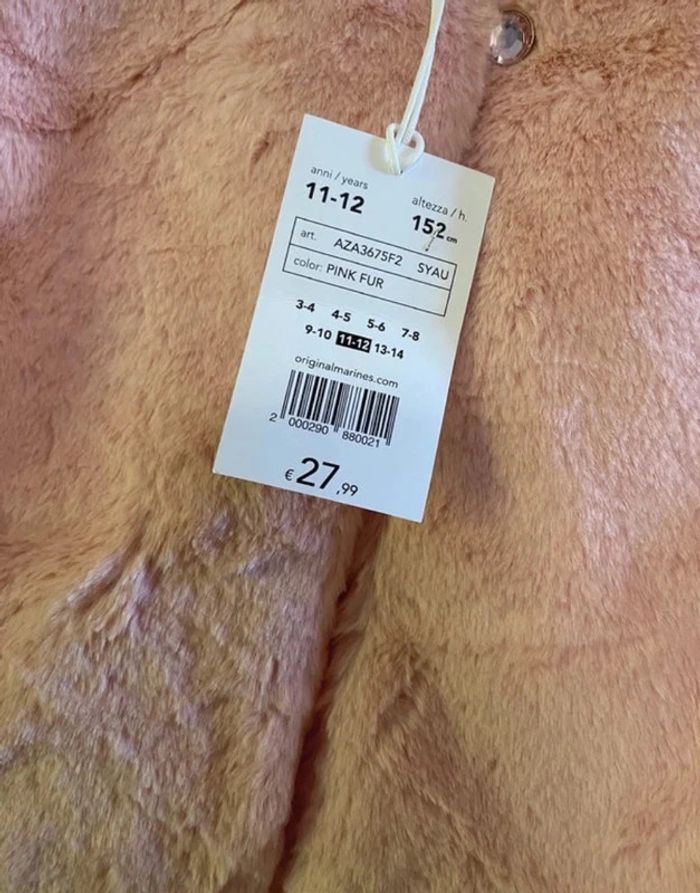 anni / years
11-12
altezza / h.
152 cm
art. AZA3675F2 SYAU
color: PINK FUR
3-4 4-5 5-6 7-8
9-10 11-12 13-14
originalmarines.com
2 000290 880021
€ 27,99